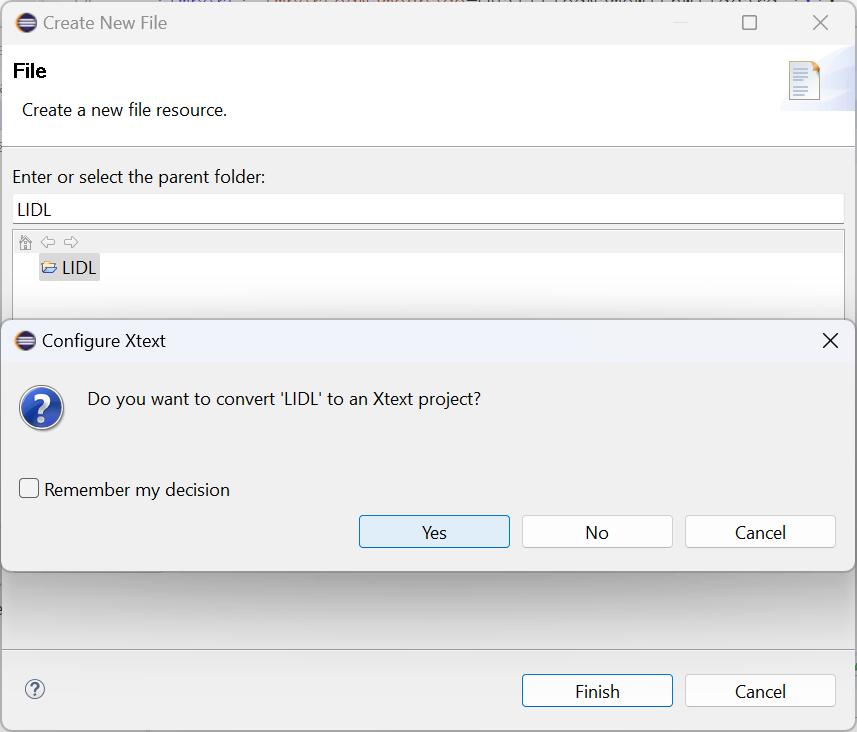 Create New File
File
Create a new file resource.
Enter or select the parent folder:
LIDL
LIDL
Configure Xtext
Do you want to convert 'LIDL' to an Xtext project?
Remember my decision
Yes No Cancel
Finish Cancel